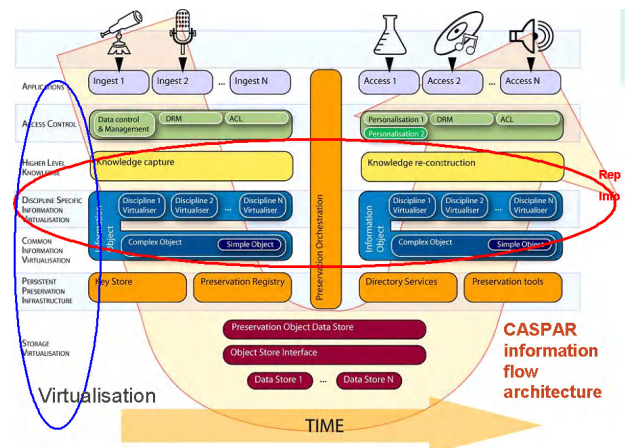 APPLICATIONS
Ingest 1
Ingest 2
...
Ingest N
Access 1
Access 2
...
Access N
ACCESS CONTROL
Data control
& Management
DRM
ACL
Personalisation 1
Personalisation 2
DRM
ACL
HIGHER LEVEL
KNOWLEDGE
Knowledge capture
Knowledge re-construction
Rep
Info
DISCIPLINE SPECIFIC
INFORMATION
VIRTUALISATION
Information
Object
Discipline 1
Virtualiser
Discipline 2
Virtualiser
...
Discipline N
Virtualiser
Preservation Orchestration
Information
Object
Discipline 1
Virtualiser
Discipline 2
Virtualiser
...
Discipline N
Virtualiser
COMMON
INFORMATION
VIRTUALISATION
Complex Object
Simple Object
Complex Object
Simple Object
PERSISTENT
PRESERVATION
INFRASTRUCTURE
Key Store
Preservation Registry
Directory Services
Preservation tools
STORAGE
VIRTUALISATION
Preservation Object Data Store
Object Store Interface
Data Store 1
...
Data Store N
CASPAR
information
flow
architecture
Virtualisation
TIME